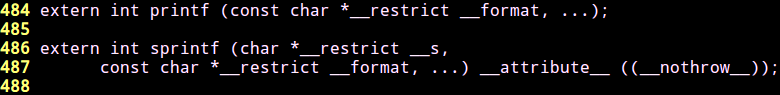 484 extern int printf (const char *__restrict __format, ...);
485
486 extern int sprintf (char *__restrict __s,
487       const char *__restrict __format, ...) __attribute__ ((__nothrow__));
488